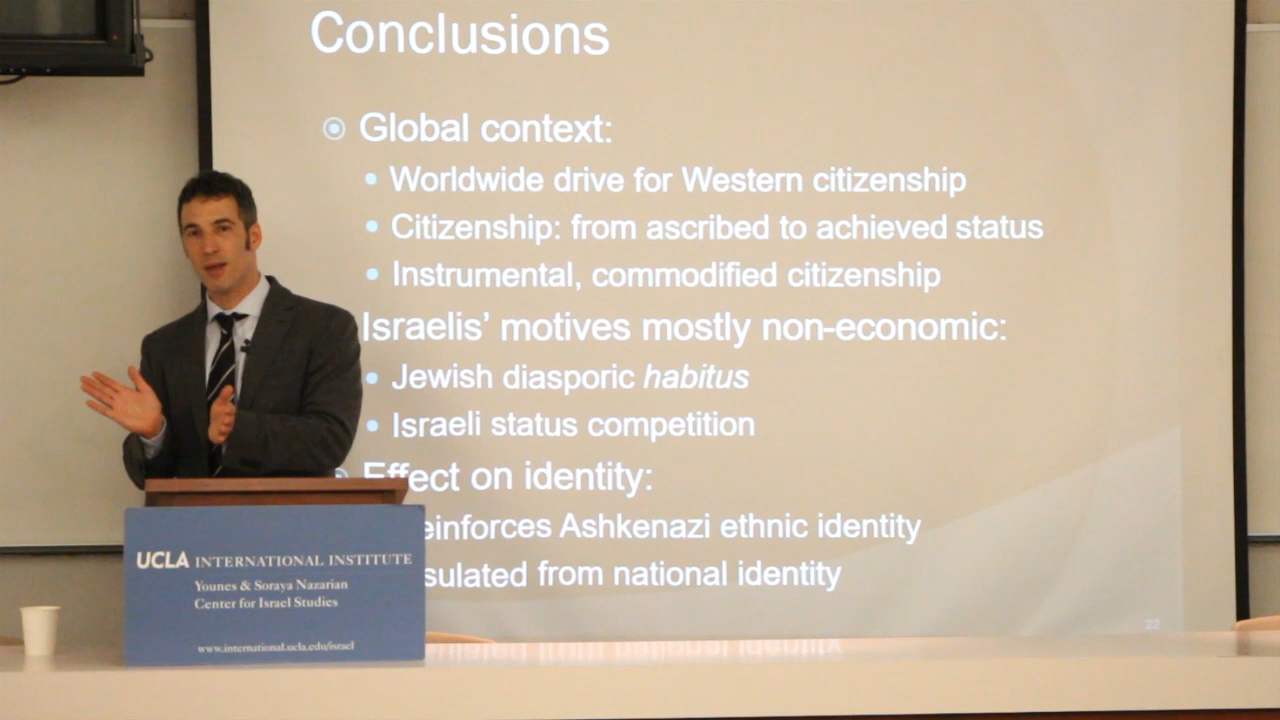 Conclusions
Global context:
Worldwide drive for Western citizenship
Citizenship: from ascribed to achieved status
Instrumental, commodified citizenship
Israelis' motives mostly non-economic:
Jewish diasporic habitus
Israeli status competition
Effect on identity:
einforces Ashkenazi ethnic identity
sulated from national identity
22
UCLA INTERNATIONAL INSTITUTE
Younes & Soraya Nazarian
Center for Israel Studies
www.international.ucla.edu/israel